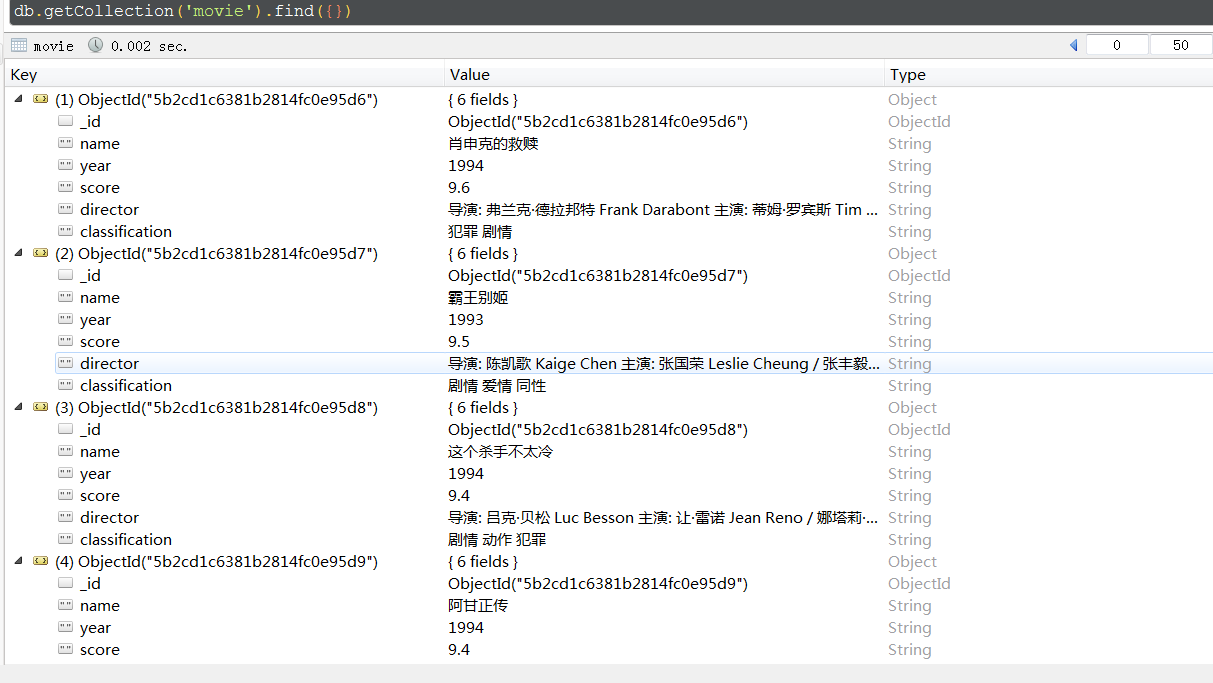 db.getCollection('movie').find({})
movie 0.002 sec. 0 50
Key Value Type
(1) ObjectId("5b2cd1c6381b2814fc0e95d6") { 6 fields } Object
_id ObjectId("5b2cd1c6381b2814fc0e95d6") ObjectId
name 肖申克的救赎 String
year 1994 String
score 9.6 String
director 导演: 弗兰克·德拉邦特 Frank Darabont 主演: 蒂姆·罗宾斯 Tim ... String
classification 犯罪 剧情 String
(2) ObjectId("5b2cd1c6381b2814fc0e95d7") { 6 fields } Object
_id ObjectId("5b2cd1c6381b2814fc0e95d7") ObjectId
name 霸王别姬 String
year 1993 String
score 9.5 String
director 导演: 陈凯歌 Kaige Chen 主演: 张国荣 Leslie Cheung / 张丰毅... String
classification 剧情 爱情 同性 String
(3) ObjectId("5b2cd1c6381b2814fc0e95d8") { 6 fields } Object
_id ObjectId("5b2cd1c6381b2814fc0e95d8") ObjectId
name 这个杀手不太冷 String
year 1994 String
score 9.4 String
director 导演: 吕克·贝松 Luc Besson 主演: 让·雷诺 Jean Reno / 娜塔莉·... String
classification 剧情 动作 犯罪 String
(4) ObjectId("5b2cd1c6381b2814fc0e95d9") { 6 fields } Object
_id ObjectId("5b2cd1c6381b2814fc0e95d9") ObjectId
name 阿甘正传 String
year 1994 String
score 9.4 String